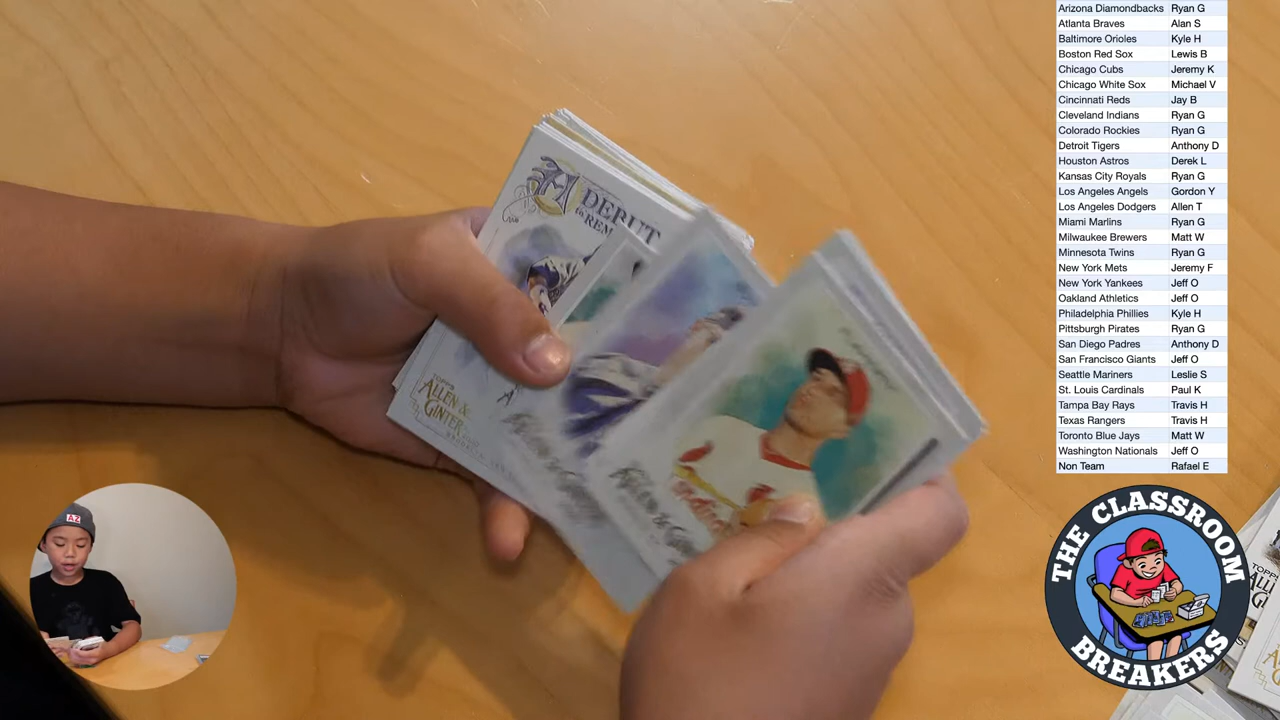 Arizona Diamondbacks Ryan G
Atlanta Braves Alan S
Baltimore Orioles Kyle H
Boston Red Sox Lewis B
Chicago Cubs Jeremy K
Chicago White Sox Michael V
Cincinnati Reds Jay B
Cleveland Indians Ryan G
Colorado Rockies Ryan G
Detroit Tigers Anthony D
Houston Astros Derek L
Kansas City Royals Ryan G
Los Angeles Angels Gordon Y
Los Angeles Dodgers Allen T
Miami Marlins Ryan G
Milwaukee Brewers Matt W
Minnesota Twins Ryan G
New York Mets Jeremy F
New York Yankees Jeff O
Oakland Athletics Jeff O
Philadelphia Phillies Kyle H
Pittsburgh Pirates Ryan G
San Diego Padres Anthony D
San Francisco Giants Jeff O
Seattle Mariners Leslie S
St. Louis Cardinals Paul K
Tampa Bay Rays Travis H
Texas Rangers Travis H
Toronto Blue Jays Matt W
Washington Nationals Jeff O
Non Team Rafael E
A DEBUT
to REM
TOPPS
ALLEN &
GINTER
AZ
THE CLASSROOM
BREAKERS
TOPPS